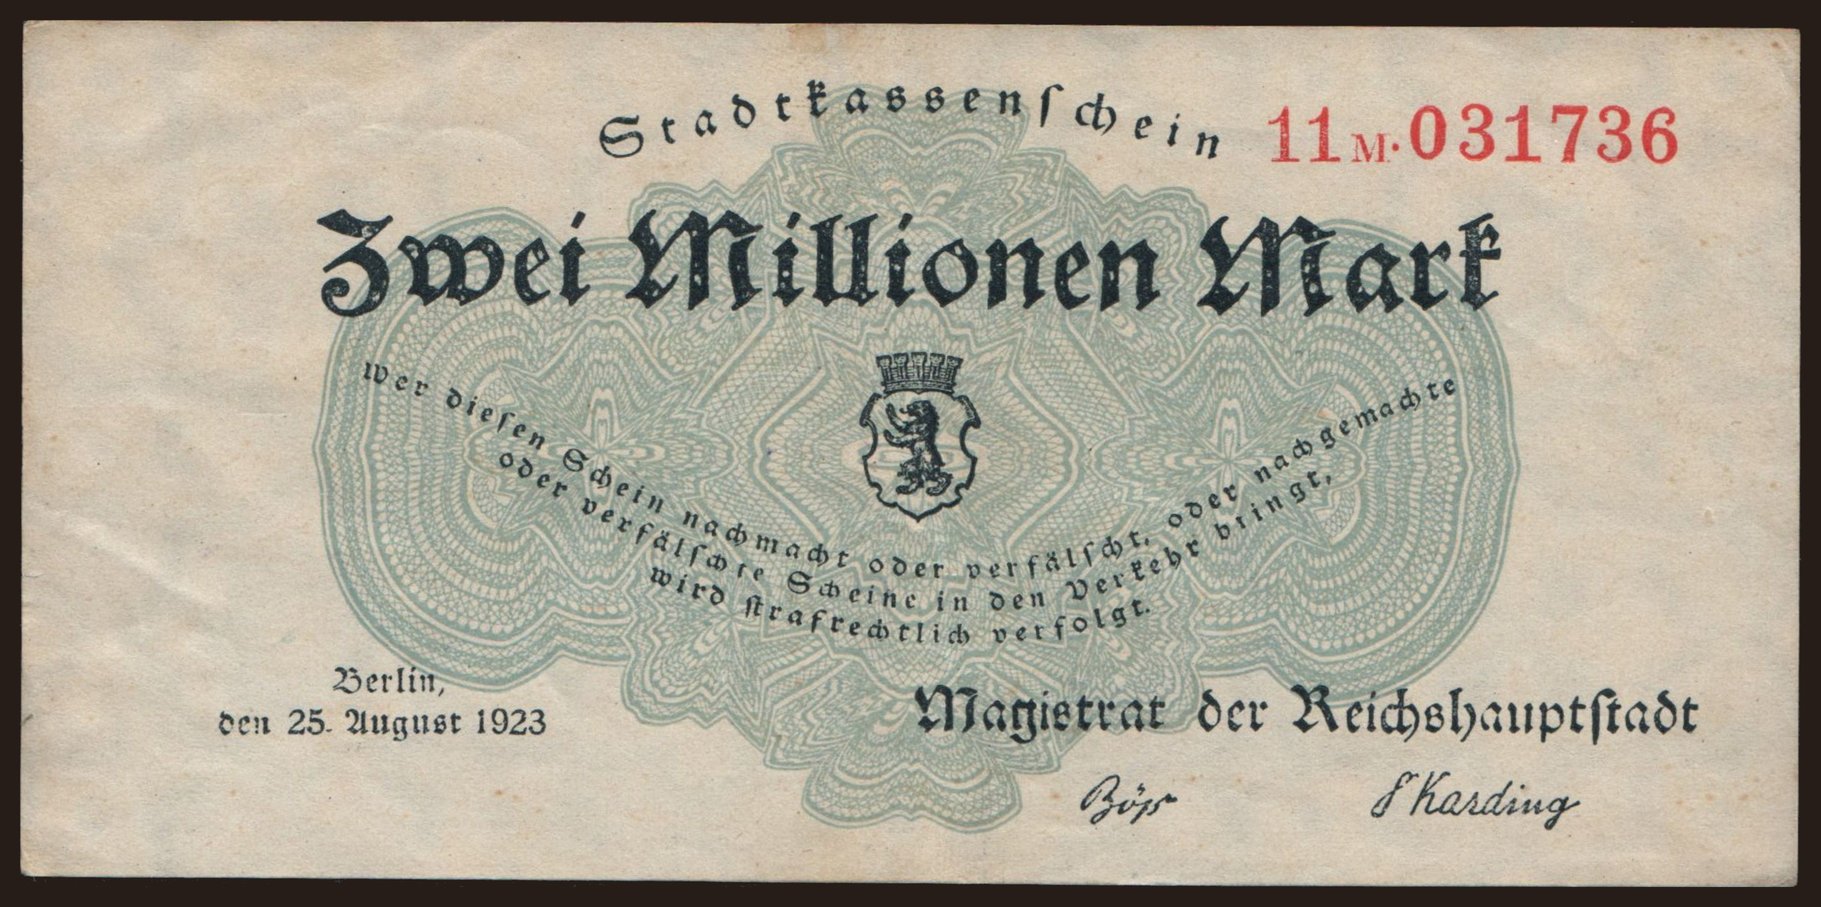 Stadtkassenschein
11 M· 031736
Zwei Millionen Mark
wer diesen Schein nachmacht oder verfälscht, oder nachgemachte
oder verfälschte Scheine in den Verkehr bringt,
wird strafrechtlich verfolgt.
Berlin,
den 25. August 1923
Magistrat der Reichshauptstadt
Böß
Karding